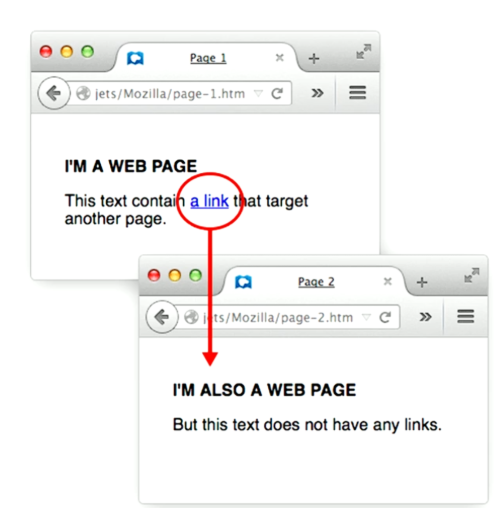 Page 1
jets/Mozilla/page-1.htm
I'M A WEB PAGE
This text contain a link that target
another page.
Page 2
jets/Mozilla/page-2.htm
I'M ALSO A WEB PAGE
But this text does not have any links.